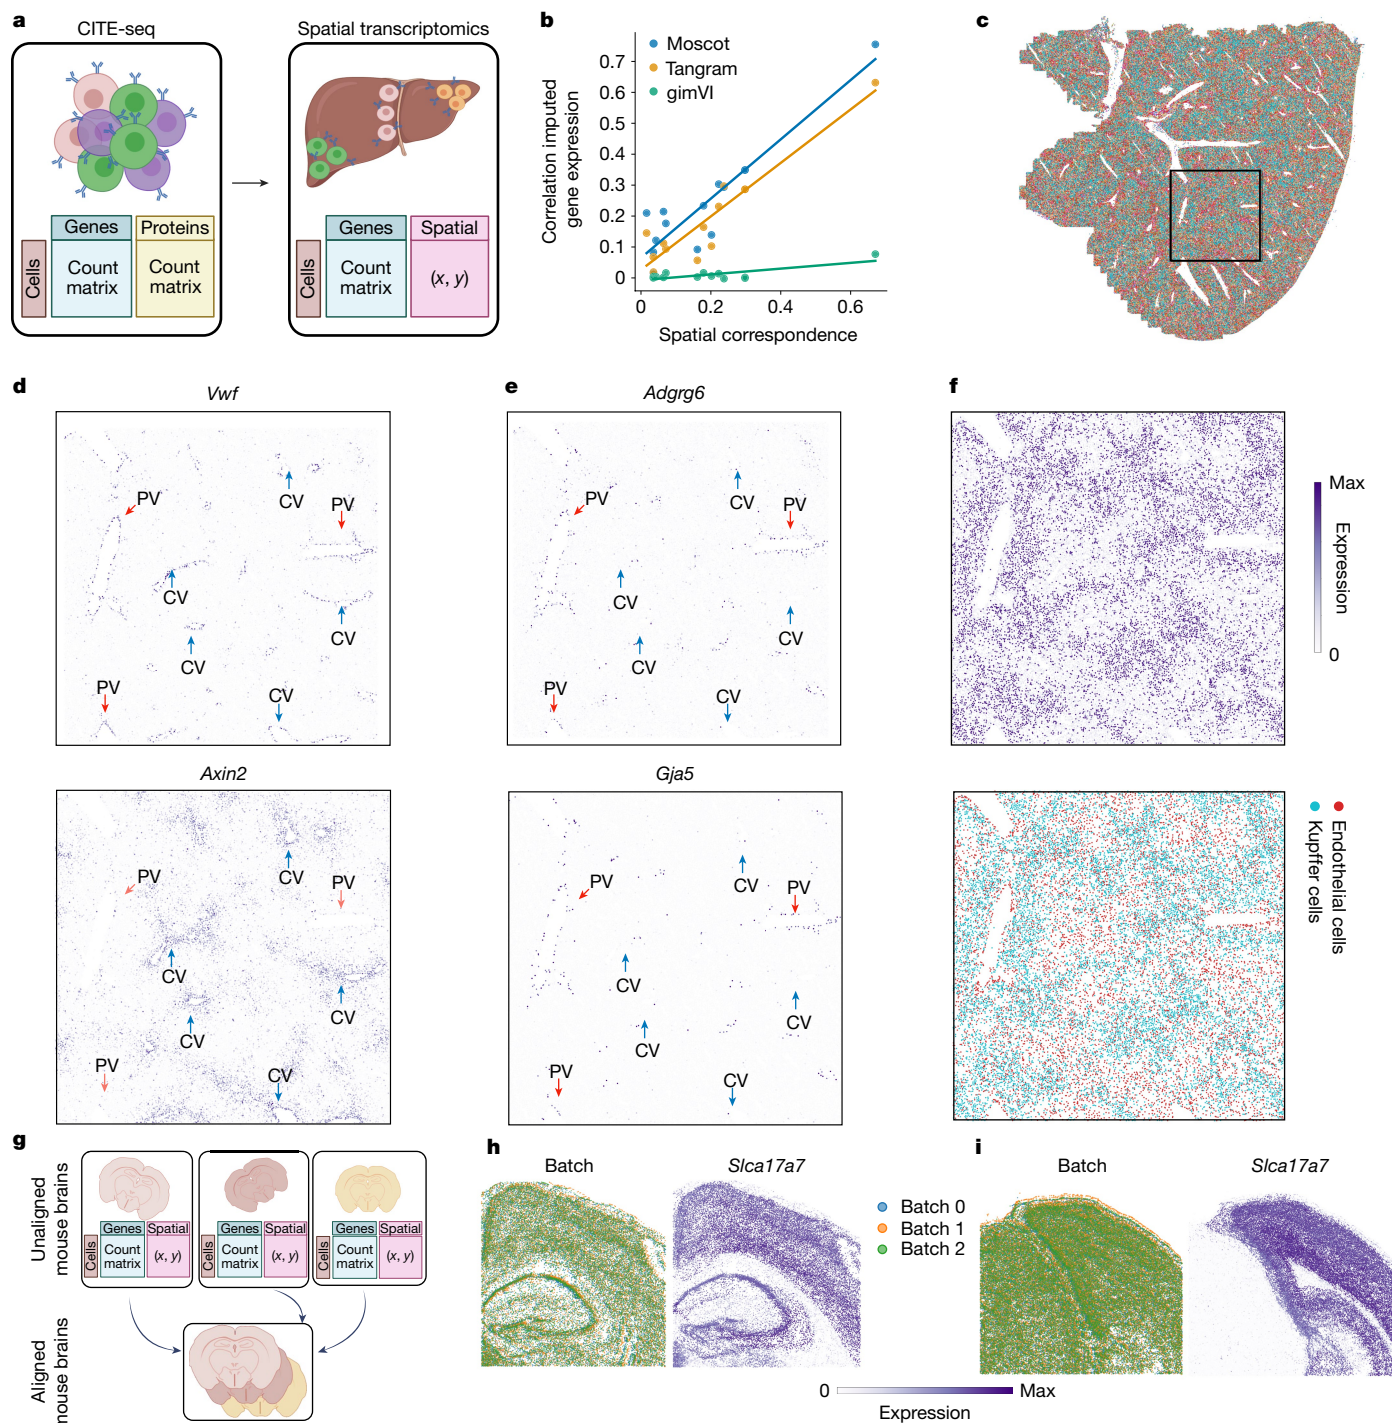 a
CITE-seq
Spatial transcriptomics
Genes
Proteins
Cells
Count matrix
Count matrix
Genes
Spatial
Cells
Count matrix
(x, y)
b
Moscot
Tangram
gimVI
Correlation imputed
gene expression
0.7
0.6
0.5
0.4
0.3
0.2
0.1
0
0
0.2
0.4
0.6
Spatial correspondence
c
d
Vwf
PV
CV
PV
CV
CV
CV
PV
CV
Axin2
PV
CV
PV
CV
CV
CV
PV
CV
e
Adgrg6
PV
CV
PV
CV
CV
CV
PV
CV
Gja5
PV
CV
PV
CV
CV
CV
PV
CV
f
Max
Expression
0
Endothelial cells
Kupffer cells
g
Unaligned
mouse brains
Genes
Spatial
Cells
Count matrix
(x, y)
Genes
Spatial
Cells
Count matrix
(x, y)
Genes
Spatial
Cells
Count matrix
(x, y)
Aligned
mouse brains
h
Batch
Slca17a7
Batch 0
Batch 1
Batch 2
i
Batch
Slca17a7
0
Max
Expression